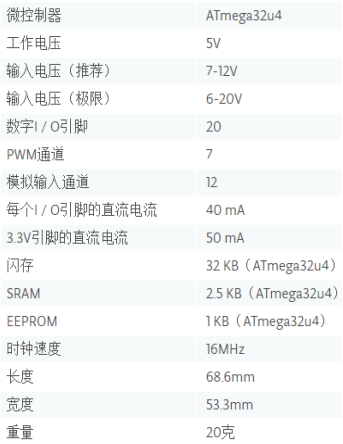 微控制器 ATmega32u4
工作电压 5V
输入电压（推荐） 7-12V
输入电压（极限） 6-20V
数字I / O引脚 20
PWM通道 7
模拟输入通道 12
每个I / O引脚的直流电流 40 mA
3.3V引脚的直流电流 50 mA
闪存 32 KB（ATmega32u4）
SRAM 2.5 KB（ATmega32u4）
EEPROM 1 KB（ATmega32u4）
时钟速度 16MHz
长度 68.6mm
宽度 53.3mm
重量 20克